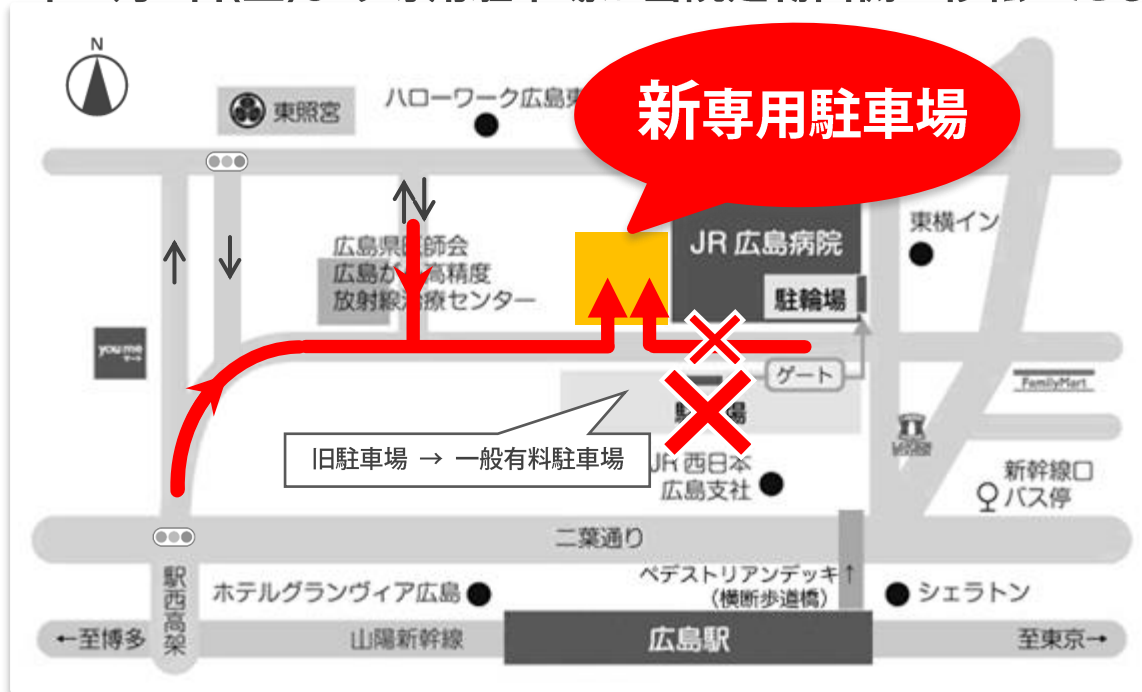 N
東照宮
ハローワーク広島東
新専用駐車場
広島県医師会
広島がん高精度
放射線治療センター
JR 広島病院
駐輪場
東横イン
youme
マート
ゲート
FamilyMart
旧駐車場 → 一般有料駐車場
JR 西日本
広島支社
新幹線口
バス停
二葉通り
駅西高架
ホテルグランヴィア広島
ペデストリアンデッキ
(横断歩道橋)
シェラトン
←至博多
山陽新幹線
広島駅
至東京→